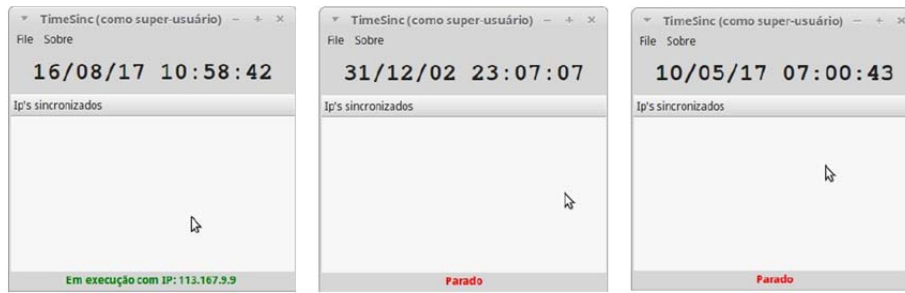 TimeSinc (como super-usuário)
File Sobre
16/08/17 10:58:42
Ip's sincronizados
Em execução com IP: 113.167.9.9
TimeSinc (como super-usuário)
File Sobre
31/12/02 23:07:07
Ip's sincronizados
Parado
TimeSinc (como super-usuário)
File Sobre
10/05/17 07:00:43
Ip's sincronizados
Parado